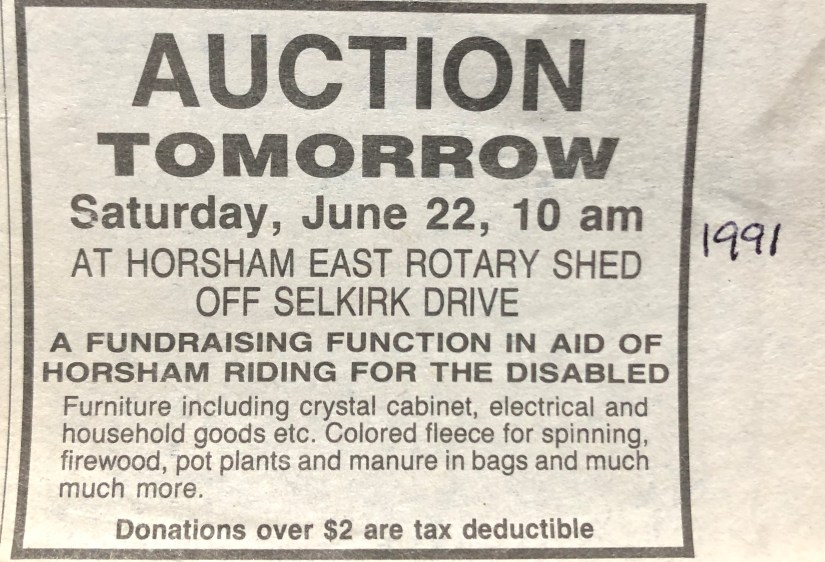 AUCTION
TOMORROW
Saturday, June 22, 10 am
AT HORSHAM EAST ROTARY SHED
OFF SELKIRK DRIVE
A FUNDRAISING FUNCTION IN AID OF
HORSHAM RIDING FOR THE DISABLED
Furniture including crystal cabinet, electrical and
household goods etc. Colored fleece for spinning,
firewood, pot plants and manure in bags and much
much more.
Donations over $2 are tax deductible
1991